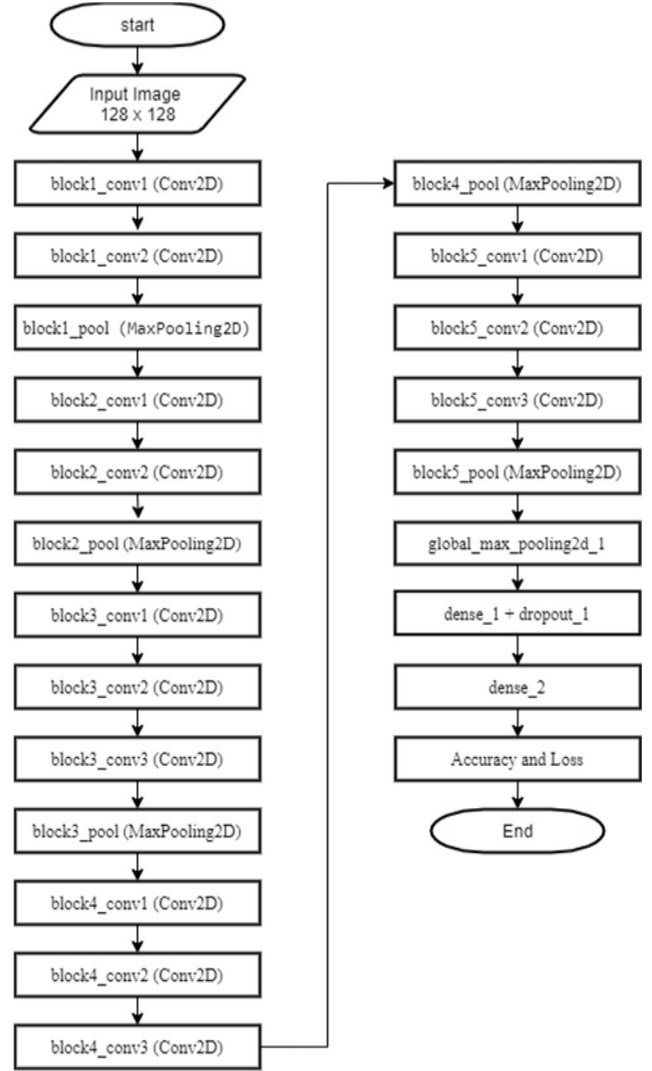 start
Input Image
128 x 128
block1_conv1 (Conv2D)
block1_conv2 (Conv2D)
block1_pool (MaxPooling2D)
block2_conv1 (Conv2D)
block2_conv2 (Conv2D)
block2_pool (MaxPooling2D)
block3_conv1 (Conv2D)
block3_conv2 (Conv2D)
block3_conv3 (Conv2D)
block3_pool (MaxPooling2D)
block4_conv1 (Conv2D)
block4_conv2 (Conv2D)
block4_conv3 (Conv2D)
block4_pool (MaxPooling2D)
block5_conv1 (Conv2D)
block5_conv2 (Conv2D)
block5_conv3 (Conv2D)
block5_pool (MaxPooling2D)
global_max_pooling2d_1
dense_1 + dropout_1
dense_2
Accuracy and Loss
End